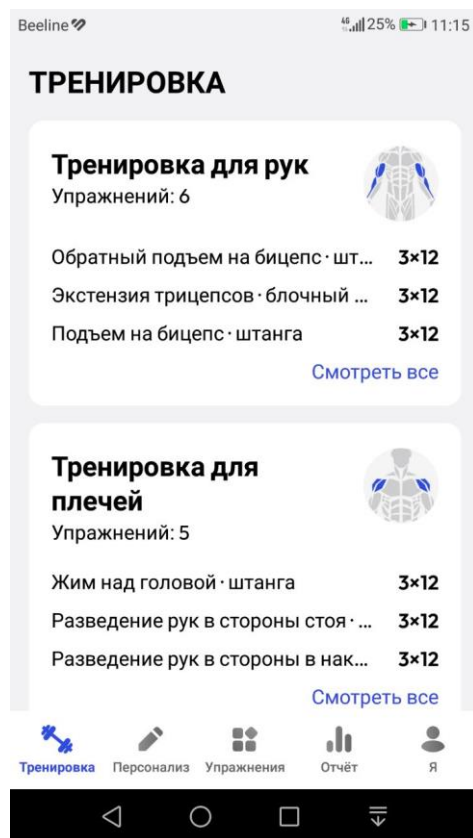 Beeline 4G 25% 11:15
ТРЕНИРОВКА
Тренировка для рук
Упражнений: 6
Обратный подъем на бицепс · шт... 3×12
Экстензия трицепсов · блочный ... 3×12
Подъем на бицепс · штанга 3×12
Смотреть все
Тренировка для
плечей
Упражнений: 5
Жим над головой · штанга 3×12
Разведение рук в стороны стоя · ... 3×12
Разведение рук в стороны в нак... 3×12
Смотреть все
Тренировка Персонализ Упражнения Отчёт Я